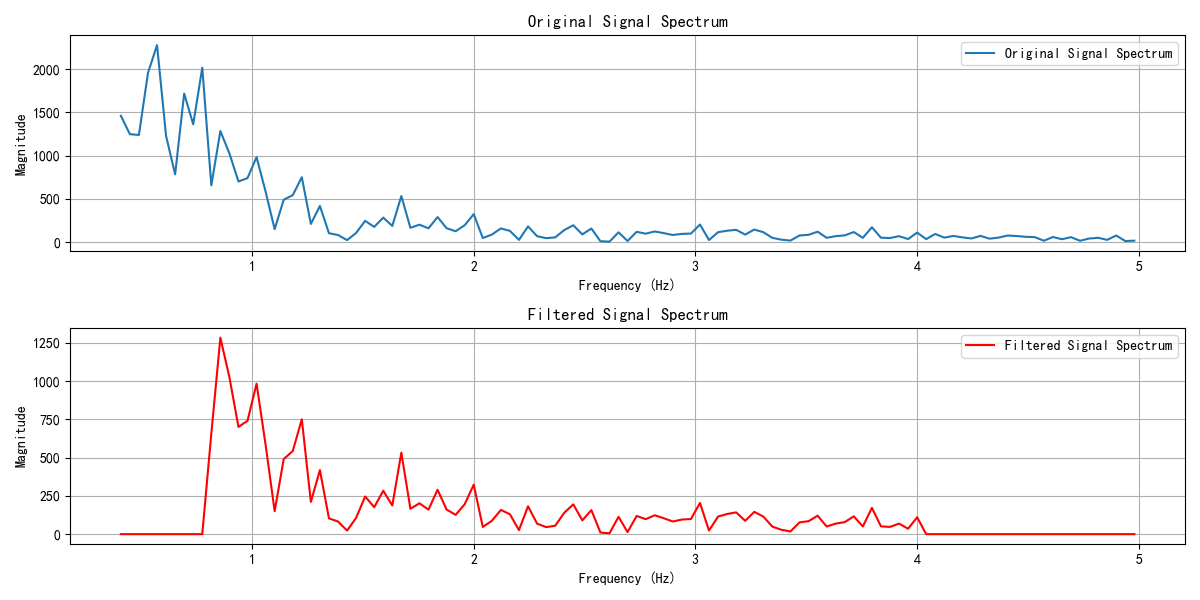 Original Signal Spectrum
Original Signal Spectrum
2000
1500
1000
500
0
Magnitude
1 2 3 4 5
Frequency (Hz)
Filtered Signal Spectrum
Filtered Signal Spectrum
1250
1000
750
500
250
0
Magnitude
1 2 3 4 5
Frequency (Hz)